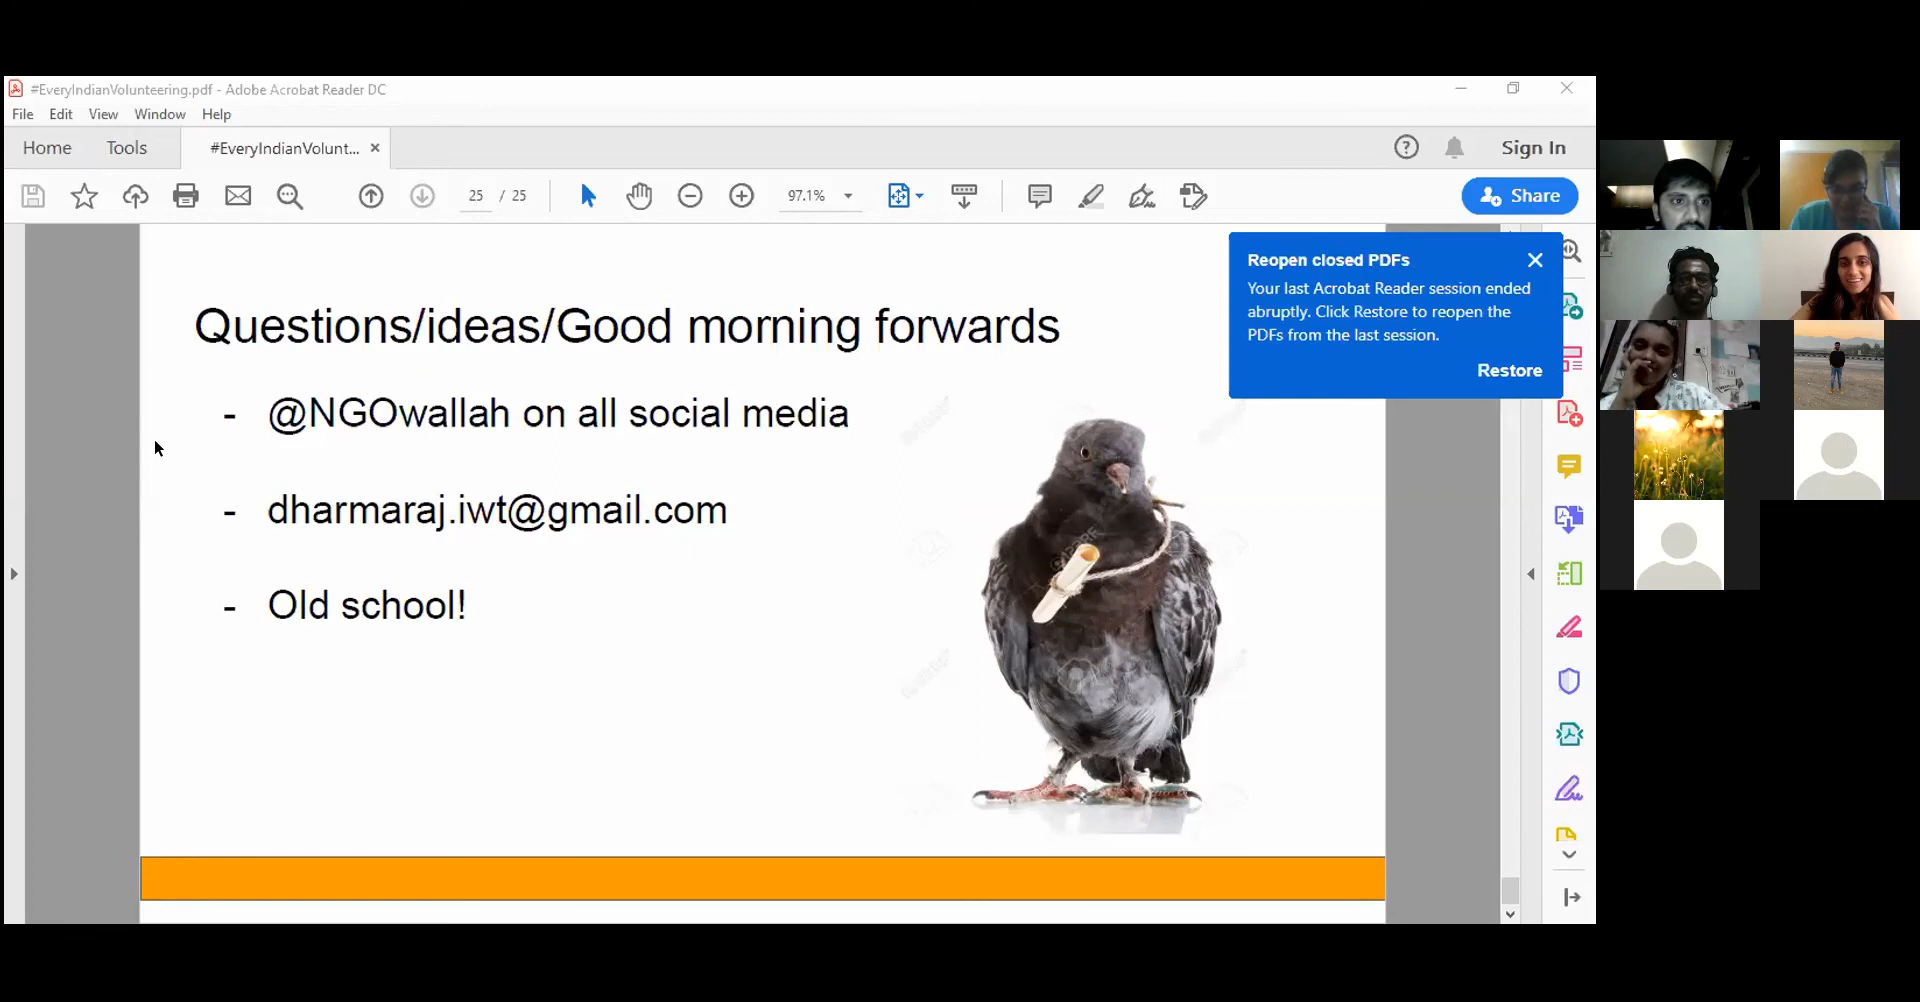 #EveryIndianVolunteering.pdf - Adobe Acrobat Reader DC
File Edit View Window Help
Home Tools #EveryIndianVolunt... Sign In
25 / 25 97.1% Share
Reopen closed PDFs
Your last Acrobat Reader session ended
abruptly. Click Restore to reopen the
PDFs from the last session.
Restore
Questions/ideas/Good morning forwards
- @NGOwallah on all social media
- dharmaraj.iwt@gmail.com
- Old school!